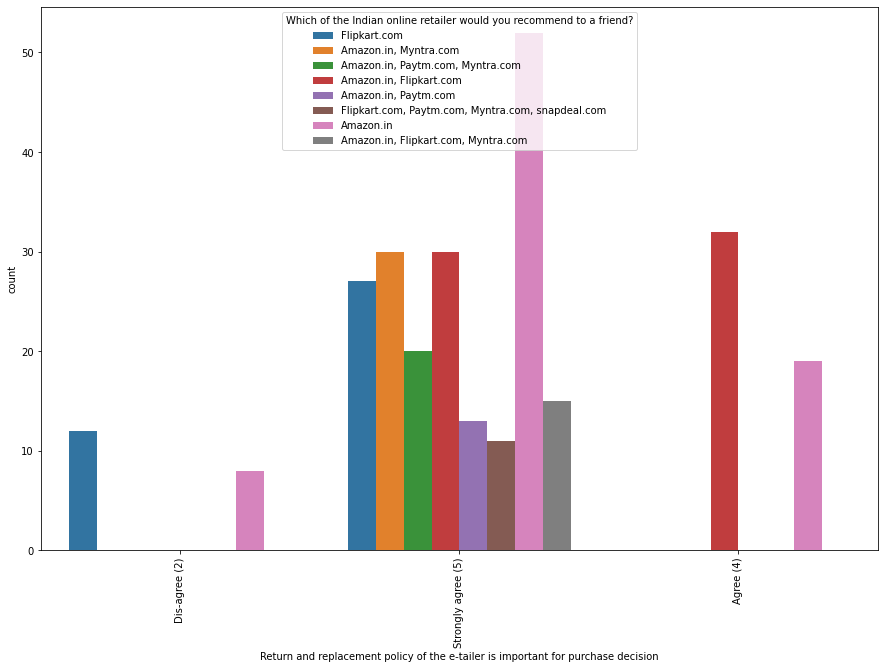 Which of the Indian online retailer would you recommend to a friend?
Flipkart.com
Amazon.in, Myntra.com
Amazon.in, Paytm.com, Myntra.com
Amazon.in, Flipkart.com
Amazon.in, Paytm.com
Flipkart.com, Paytm.com, Myntra.com, snapdeal.com
Amazon.in
Amazon.in, Flipkart.com, Myntra.com
50
40
30
20
10
0
count
Dis-agree (2)
Strongly agree (5)
Agree (4)
Return and replacement policy of the e-tailer is important for purchase decision